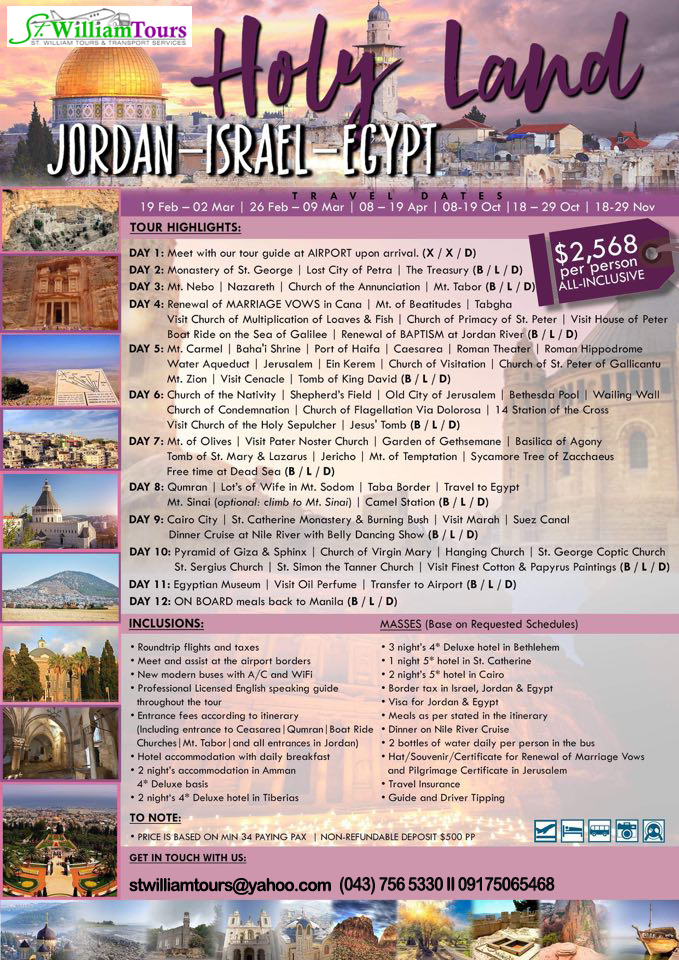 St. WilliamTours
ST. WILLIAM TOURS & TRANSPORT SERVICES
Holy Land
JORDAN-ISRAEL-EGYPT
TRAVEL DATES
19 Feb – 02 Mar | 26 Feb – 09 Mar | 08 – 19 Apr | 08-19 Oct |18 – 29 Oct | 18-29 Nov
TOUR HIGHLIGHTS:
$2,568
per person
ALL-INCLUSIVE
DAY 1: Meet with our tour guide at AIRPORT upon arrival. (X / X / D)
DAY 2: Monastery of St. George | Lost City of Petra | The Treasury (B / L / D)
DAY 3: Mt. Nebo | Nazareth | Church of the Annunciation | Mt. Tabor (B / L / D)
DAY 4: Renewal of MARRIAGE VOWS in Cana | Mt. of Beatitudes | Tabgha
Visit Church of Multiplication of Loaves & Fish | Church of Primacy of St. Peter | Visit House of Peter
Boat Ride on the Sea of Galilee | Renewal of BAPTISM at Jordan River (B / L / D)
DAY 5: Mt. Carmel | Baha'i Shrine | Port of Haifa | Caesarea | Roman Theater | Roman Hippodrome
Water Aqueduct | Jerusalem | Ein Kerem | Church of Visitation | Church of St. Peter of Gallicantu
Mt. Zion | Visit Cenacle | Tomb of King David (B / L / D)
DAY 6: Church of the Nativity | Shepherd's Field | Old City of Jerusalem | Bethesda Pool | Wailing Wall
Church of Condemnation | Church of Flagellation Via Dolorosa | 14 Station of the Cross
Visit Church of the Holy Sepulcher | Jesus' Tomb (B / L / D)
DAY 7: Mt. of Olives | Visit Pater Noster Church | Garden of Gethsemane | Basilica of Agony
Tomb of St. Mary & Lazarus | Jericho | Mt. of Temptation | Sycamore Tree of Zacchaeus
Free time at Dead Sea (B / L / D)
DAY 8: Qumran | Lot's of Wife in Mt. Sodom | Taba Border | Travel to Egypt
Mt. Sinai (optional: climb to Mt. Sinai) | Camel Station (B / L / D)
DAY 9: Cairo City | St. Catherine Monastery & Burning Bush | Visit Marah | Suez Canal
Dinner Cruise at Nile River with Belly Dancing Show (B / L / D)
DAY 10: Pyramid of Giza & Sphinx | Church of Virgin Mary | Hanging Church | St. George Coptic Church
St. Sergius Church | St. Simon the Tanner Church | Visit Finest Cotton & Papyrus Paintings (B / L / D)
DAY 11: Egyptian Museum | Visit Oil Perfume | Transfer to Airport (B / L / D)
DAY 12: ON BOARD meals back to Manila (B / L / D)
INCLUSIONS:
• Roundtrip flights and taxes
• Meet and assist at the airport borders
• New modern buses with A/C and WiFi
• Professional Licensed English speaking guide
throughout the tour
• Entrance fees according to itinerary
(Including entrance to Ceasarea|Qumran|Boat Ride
Churches|Mt. Tabor|and all entrances in Jordan)
• Hotel accommodation with daily breakfast
• 2 night's accommodation in Amman
4* Deluxe basis
• 2 night's 4* Deluxe hotel in Tiberias
MASSES (Base on Requested Schedules)
• 3 night's 4* Deluxe hotel in Bethlehem
• 1 night 5* hotel in St. Catherine
• 2 night's 5* hotel in Cairo
• Border tax in Israel, Jordan & Egypt
• Visa for Jordan & Egypt
• Meals as per stated in the itinerary
• Dinner on Nile River Cruise
• 2 bottles of water daily per person in the bus
• Hat/Souvenir/Certificate for Renewal of Marriage Vows
and Pilgrimage Certificate in Jerusalem
• Travel Insurance
• Guide and Driver Tipping
TO NOTE:
• PRICE IS BASED ON MIN 34 PAYING PAX | NON-REFUNDABLE DEPOSIT $500 PP
GET IN TOUCH WITH US:
stwilliamtours@yahoo.com (043) 756 5330 II 09175065468